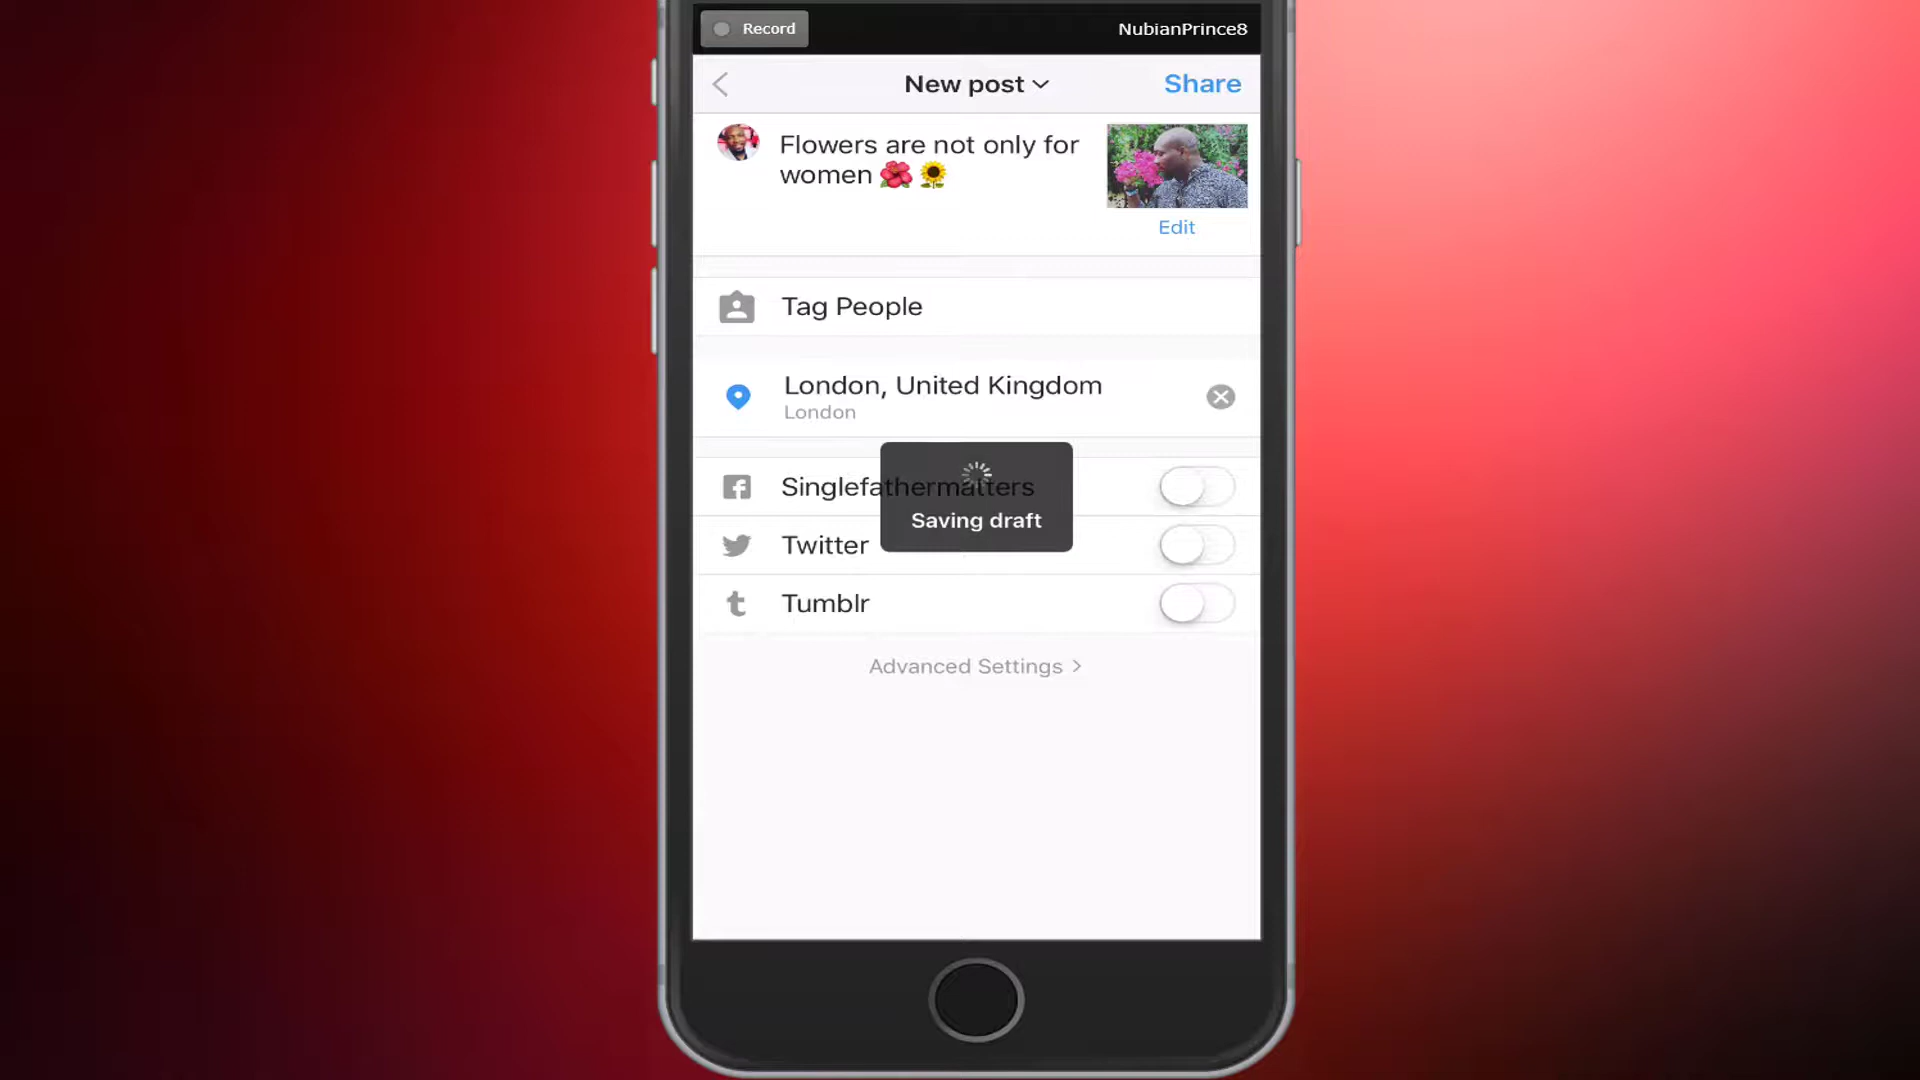 Record
NubianPrince8
New post
Share
Flowers are not only for
women 🌺 🌻
Edit
Tag People
London, United Kingdom
London
Singlefathermatters
Saving draft
Twitter
Tumblr
Advanced Settings >